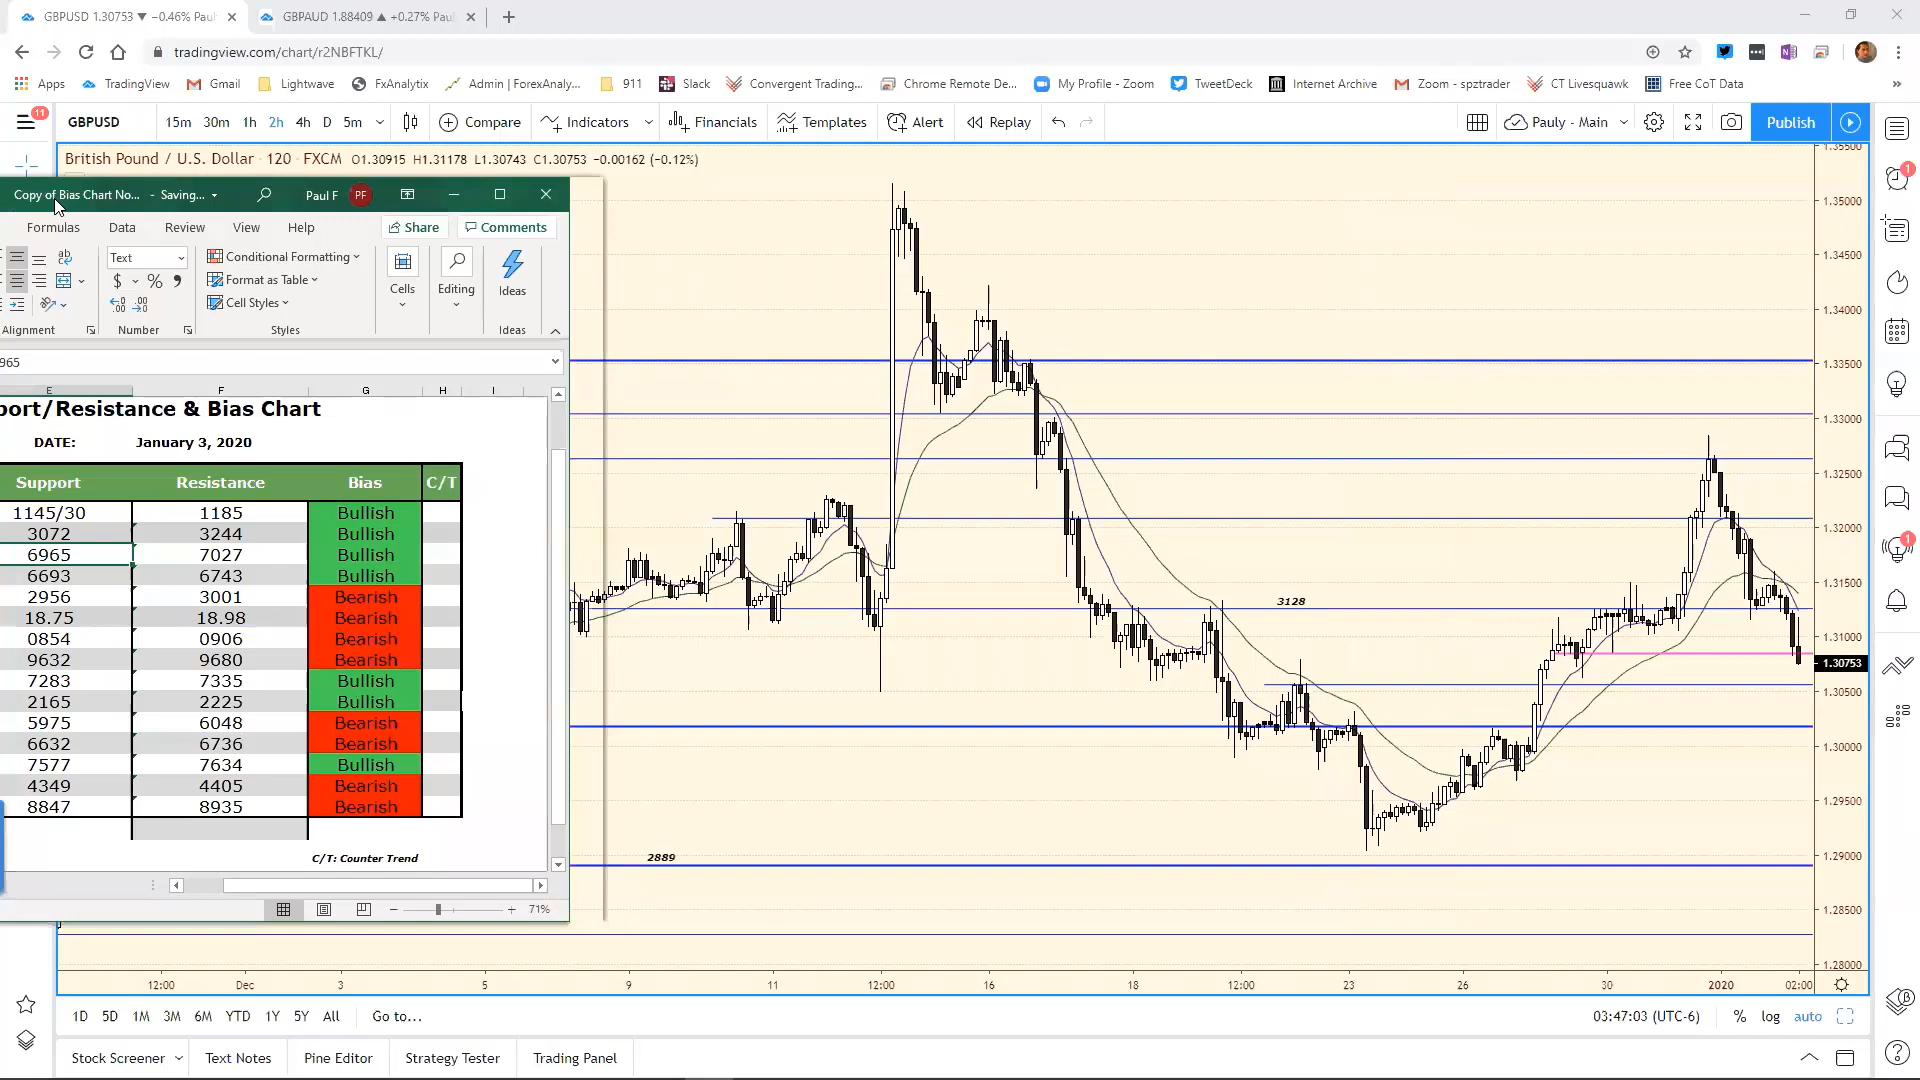 GBPUSD 1.30753 ▼ −0.46% Paul
GBPAUD 1.88409 ▲ +0.27% Paul
tradingview.com/chart/r2NBFTKL/
Apps TradingView Gmail Lightwave FxAnalytix Admin | ForexAnaly... 911 Slack Convergent Trading... Chrome Remote De... My Profile - Zoom TweetDeck Internet Archive Zoom - spztrader CT Livesquawk Free CoT Data »
11 GBPUSD 15m 30m 1h 2h 4h D 5m Compare Indicators Financials Templates Alert Replay Pauly - Main Publish
British Pound / U.S. Dollar · 120 · FXCM O1.30915 H1.31178 L1.30743 C1.30753 −0.00162 (−0.12%)
Copy of Bias Chart No... - Saving... Paul F PF
Formulas Data Review View Help Share Comments
ab
Text
Conditional Formatting
$ % ,
Format as Table
Cell Styles
Cells Editing Ideas
Alignment Number Styles Ideas
965
E F G H I
port/Resistance & Bias Chart
DATE: January 3, 2020
Support Resistance Bias C/T
1145/30 1185 Bullish
3072 3244 Bullish
6965 7027 Bullish
6693 6743 Bullish
2956 3001 Bearish
18.75 18.98 Bearish
0854 0906 Bearish
9632 9680 Bearish
7283 7335 Bullish
2165 2225 Bullish
5975 6048 Bearish
6632 6736 Bearish
7577 7634 Bullish
4349 4405 Bearish
8847 8935 Bearish
C/T: Counter Trend
71%
3128
2889
1.35500
1.35000
1.34500
1.34000
1.33500
1.33000
1.32500
1.32000
1.31500
1.31000
1.30753
1.30500
1.30000
1.29500
1.29000
1.28500
1.28000
1
1
1
12:00 Dec 3 5 9 11 12:00 16 18 12:00 23 26 30 2020 02:00
1D 5D 1M 3M 6M YTD 1Y 5Y All Go to... 03:47:03 (UTC-6) % log auto
Stock Screener Text Notes Pine Editor Strategy Tester Trading Panel